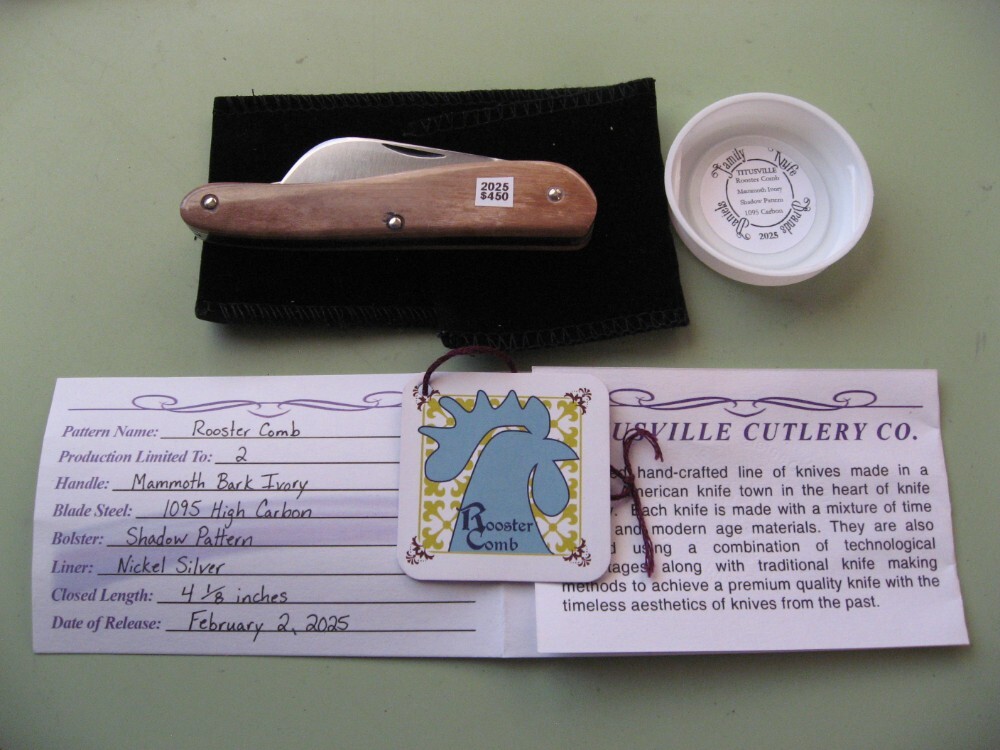 2025
$450
Family Knife
Daniels Brands
TITUSVILLE
Rooster Comb
Mammoth Ivory
Shadow Pattern
1095 Carbon
2025
Pattern Name: Rooster Comb
Production Limited To: 2
Handle: Mammoth Bark Ivory
Blade Steel: 1095 High Carbon
Bolster: Shadow Pattern
Liner: Nickel Silver
Closed Length: 4 1/8 inches
Date of Release: February 2, 2025
Rooster
Comb
USVILLE CUTLERY CO.
hand-crafted line of knives made in a
merican knife town in the heart of knife
Each knife is made with a mixture of time
and modern age materials. They are also
using a combination of technological
tages along with traditional knife making
methods to achieve a premium quality knife with the
timeless aesthetics of knives from the past.